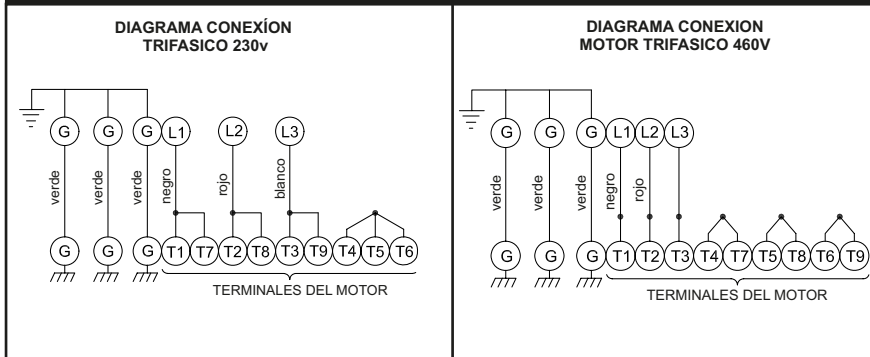 DIAGRAMA CONEXÍON
TRIFASICO 230v
G G G L1 L2 L3
verde verde verde negro rojo blanco
G G G T1 T7 T2 T8 T3 T9 T4 T5 T6
TERMINALES DEL MOTOR
DIAGRAMA CONEXION
MOTOR TRIFASICO 460V
G G G L1 L2 L3
verde verde verde negro rojo
G G G T1 T2 T3 T4 T7 T5 T8 T6 T9
TERMINALES DEL MOTOR